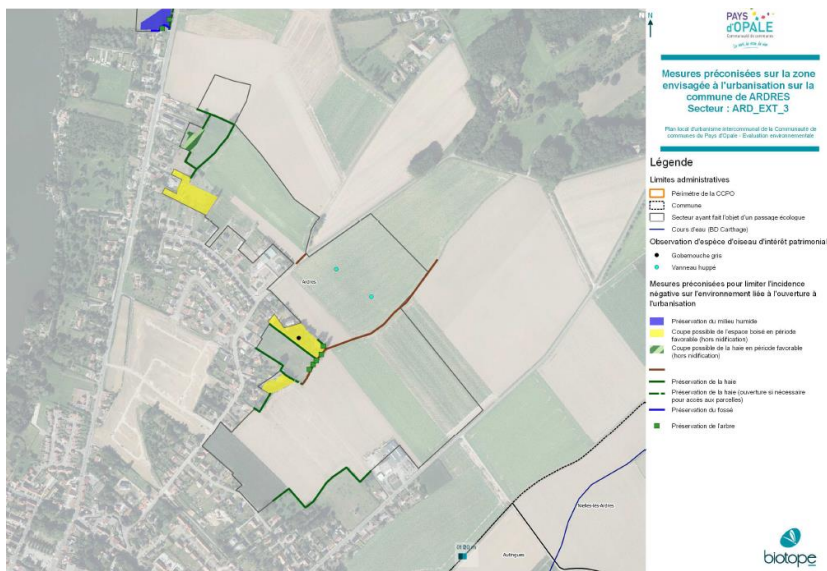 N
PAYS
d'OPALE
Communauté de communes
Mesures préconisées sur la zone
envisagée à l'urbanisation sur la
commune de ARDRES
Secteur : ARD_EXT_3
Plan local d'urbanisme intercommunal de la Communauté de
communes du Pays d'Opale - Evaluation environnementale
Légende
Limites administratives
Périmètre de la CCPO
Commune
Secteur ayant fait l'objet d'un passage écologique
Cours d'eau (BD Carthage)
Observation d'espèce d'oiseau d'intérêt patrimonial
Gobemouche gris
Vanneau huppé
Mesures préconisées pour limiter l'incidence
négative sur l'environnement liée à l'ouverture à
l'urbanisation
Préservation du milieu humide
Coupe possible de l'espace boisé en période
favorable (hors nidification)
Coupe possible de la haie en période favorable
(hors nidification)
Préservation de la haie
Préservation de la haie (ouverture si nécessaire
pour accès aux parcelles)
Préservation du fossé
Préservation de l'arbre
Ardres
Nielles-lès-Ardres
Autingues
biotope